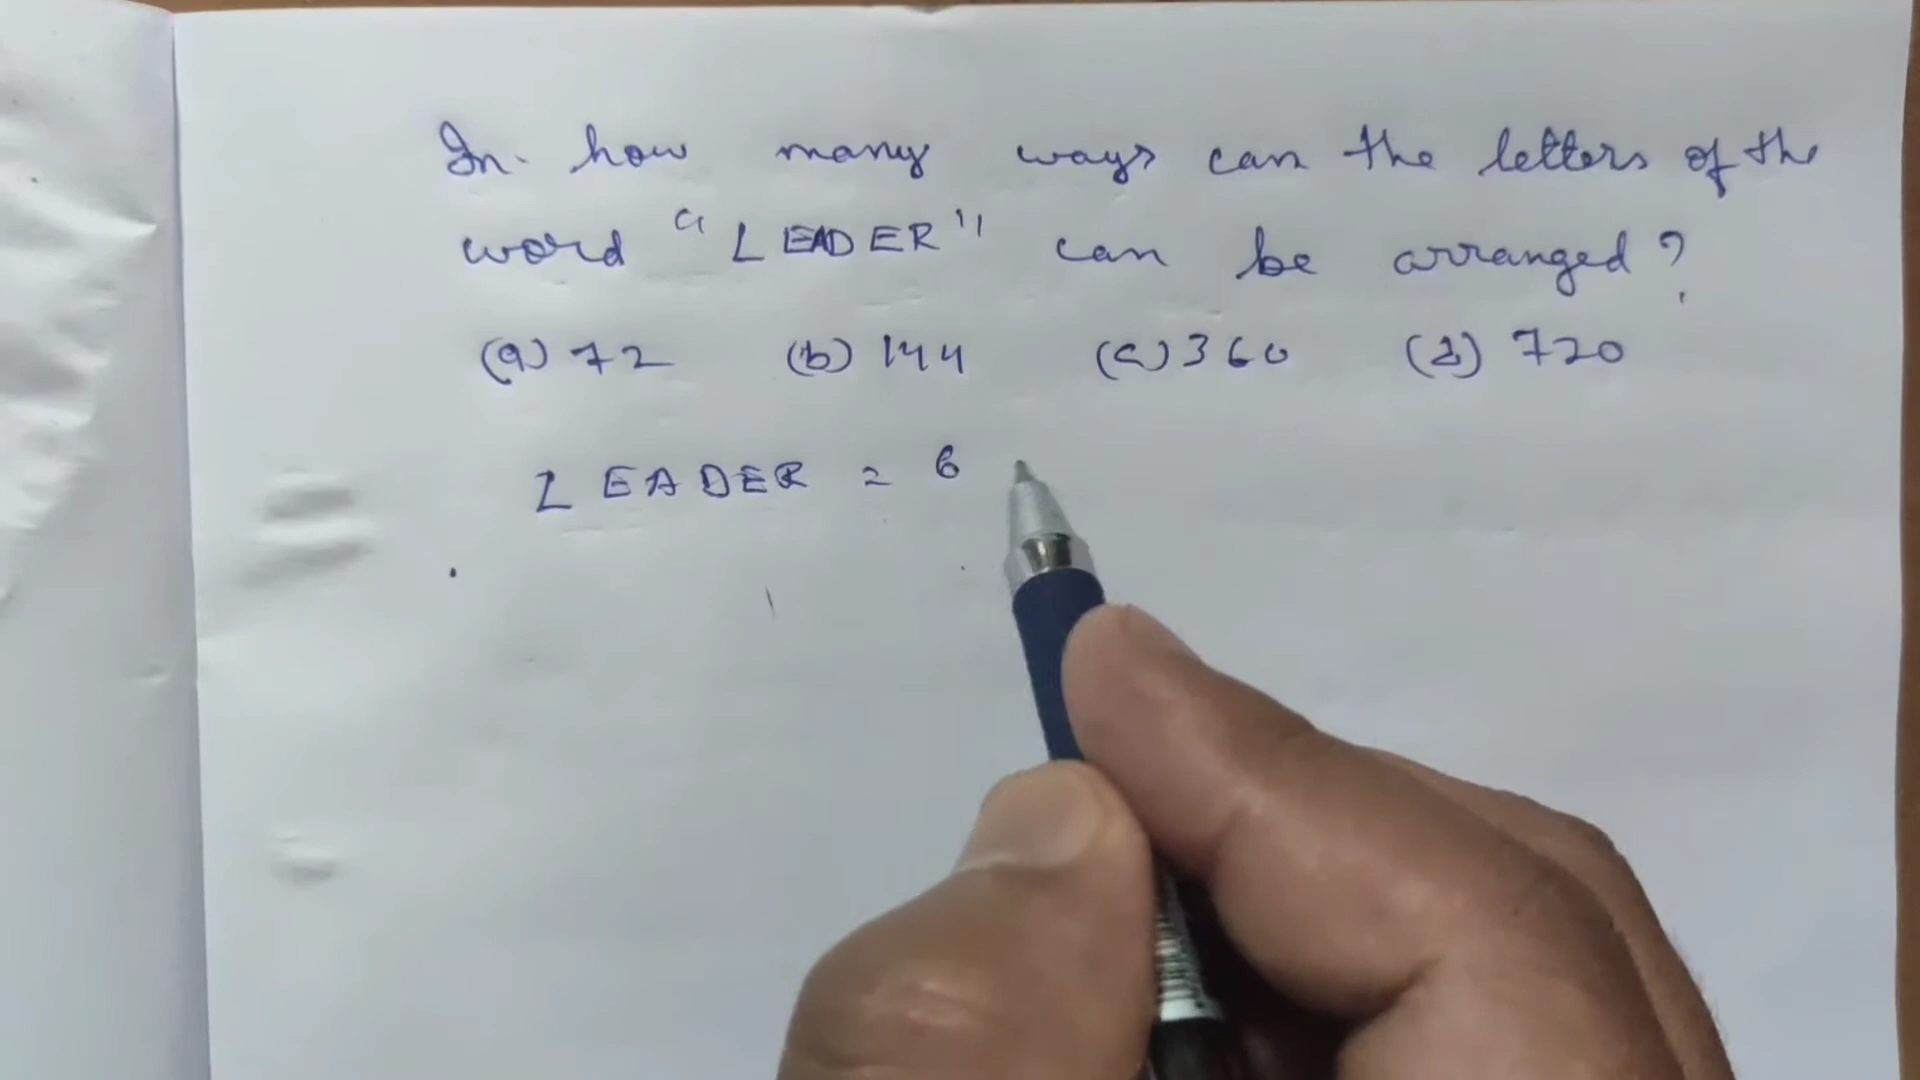 In how many ways can the letters of the
word "LEADER" can be arranged?
(a) 72 (b) 144 (c) 360 (d) 720
LEADER = 6